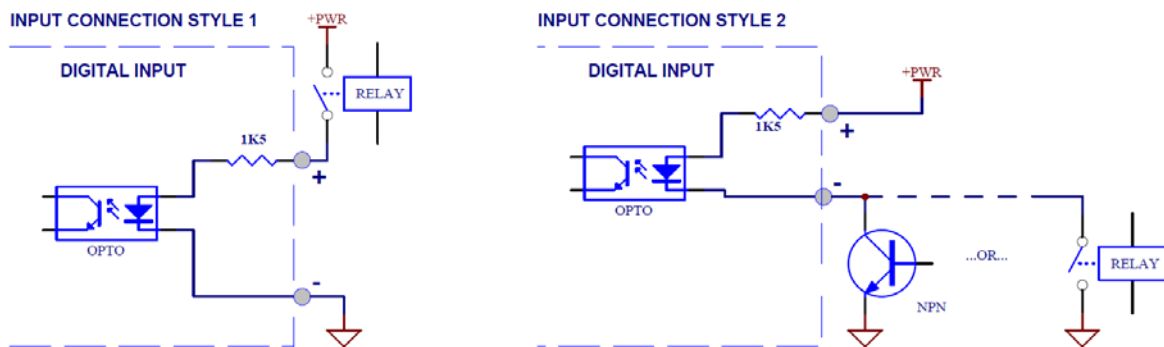 INPUT CONNECTION STYLE 1
+PWR
DIGITAL INPUT
RELAY
1K5
+
OPTO
-
INPUT CONNECTION STYLE 2
DIGITAL INPUT
+PWR
1K5
+
-
OPTO
...OR...
RELAY
NPN